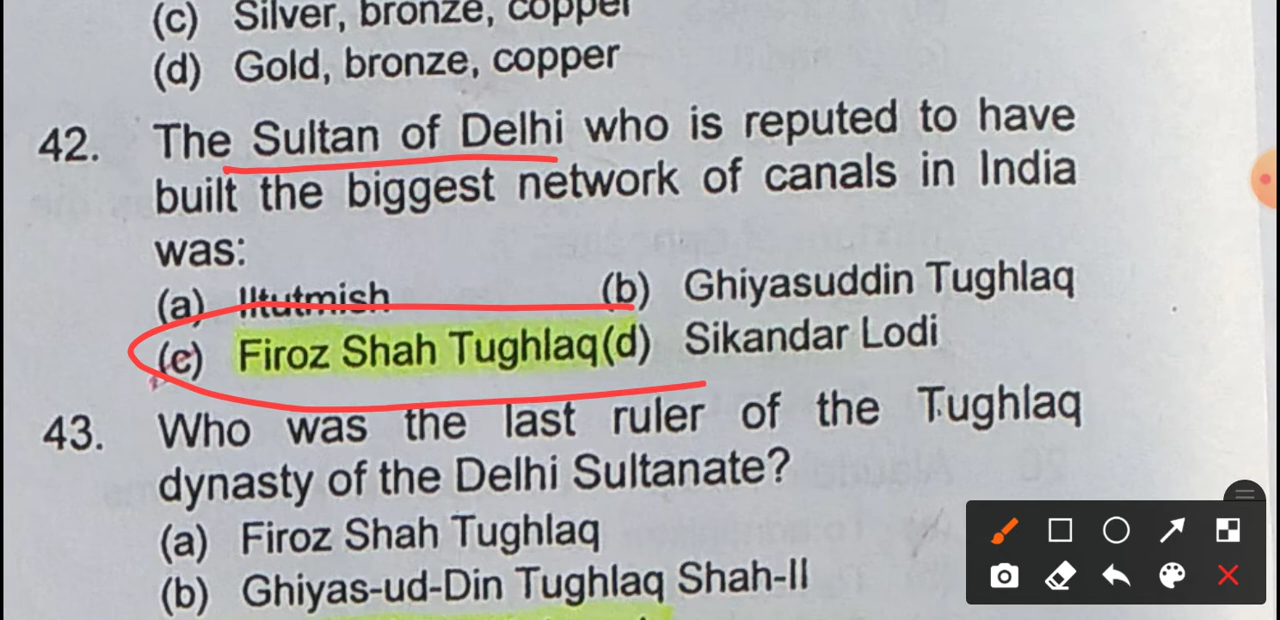 (c) Silver, bronze, copper
(d) Gold, bronze, copper
42. The Sultan of Delhi who is reputed to have
built the biggest network of canals in India
was:
(a) Iltutmish (b) Ghiyasuddin Tughlaq
(c) Firoz Shah Tughlaq (d) Sikandar Lodi
43. Who was the last ruler of the Tughlaq
dynasty of the Delhi Sultanate?
(a) Firoz Shah Tughlaq
(b) Ghiyas-ud-Din Tughlaq Shah-II